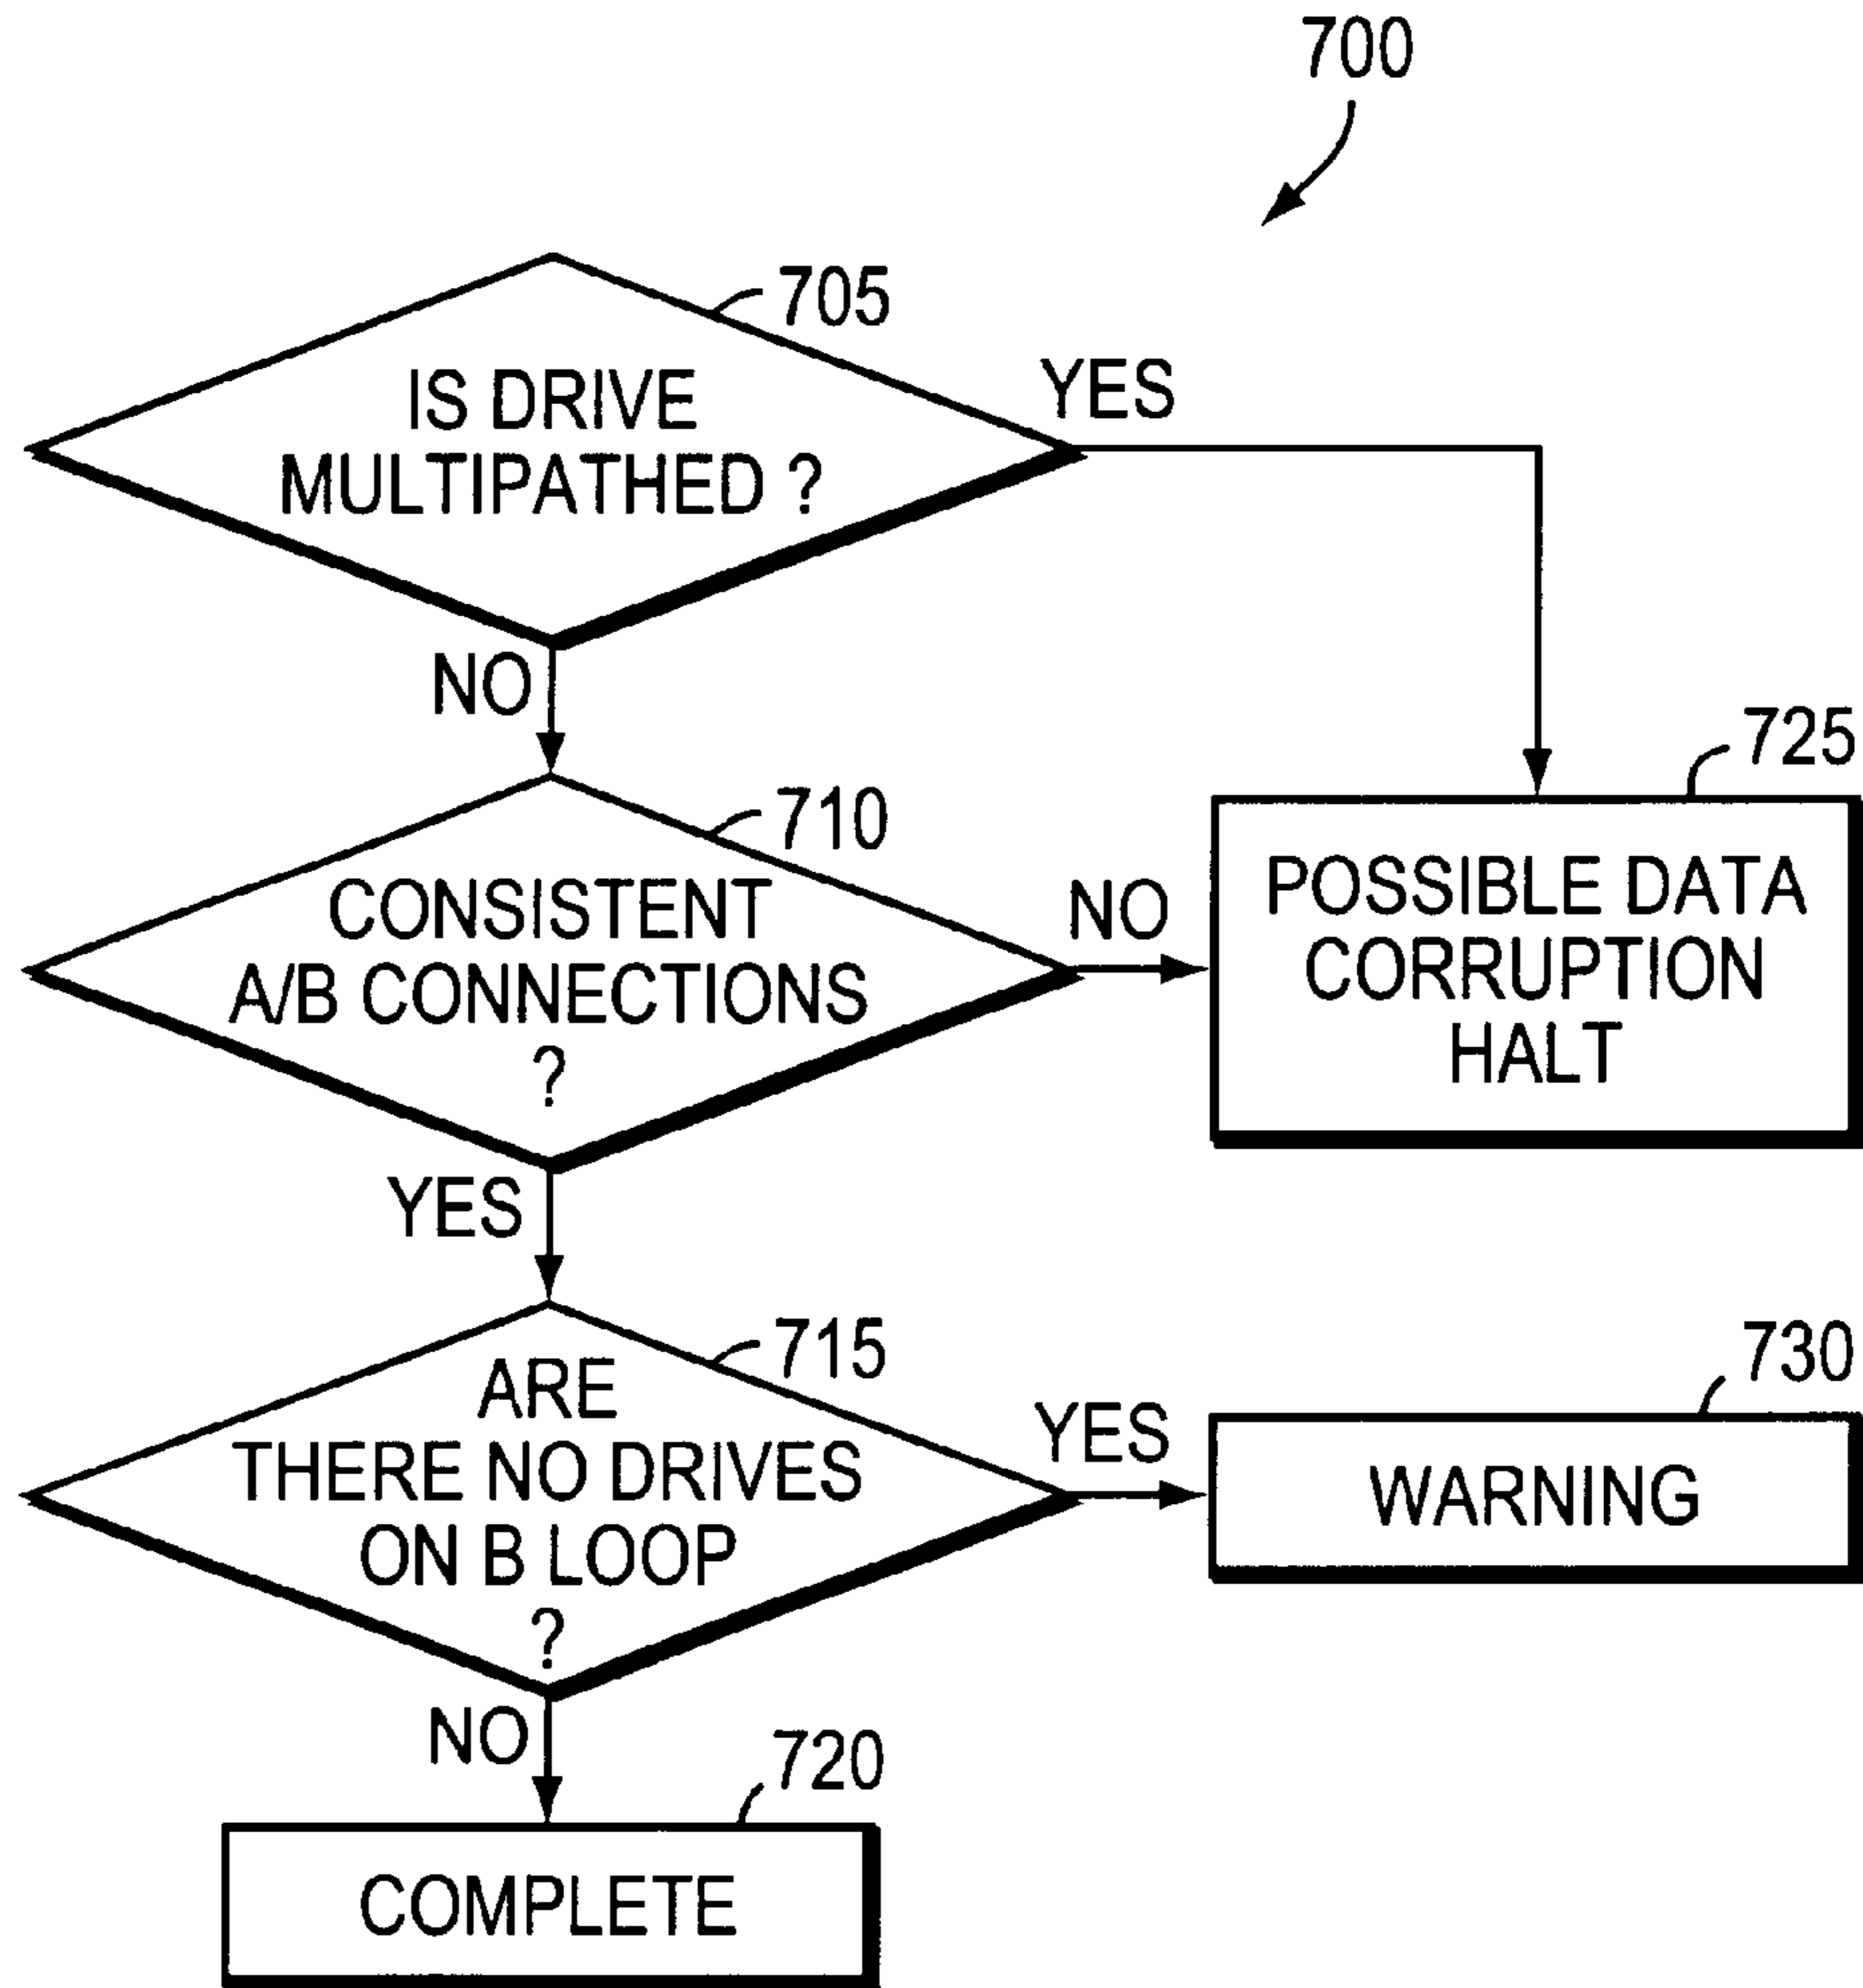 700
705
IS DRIVE
MULTIPATHED ?
YES
NO
710
CONSISTENT
A/B CONNECTIONS
?
NO
725
POSSIBLE DATA
CORRUPTION
HALT
YES
715
ARE
THERE NO DRIVES
ON B LOOP
?
YES
730
WARNING
NO
720
COMPLETE